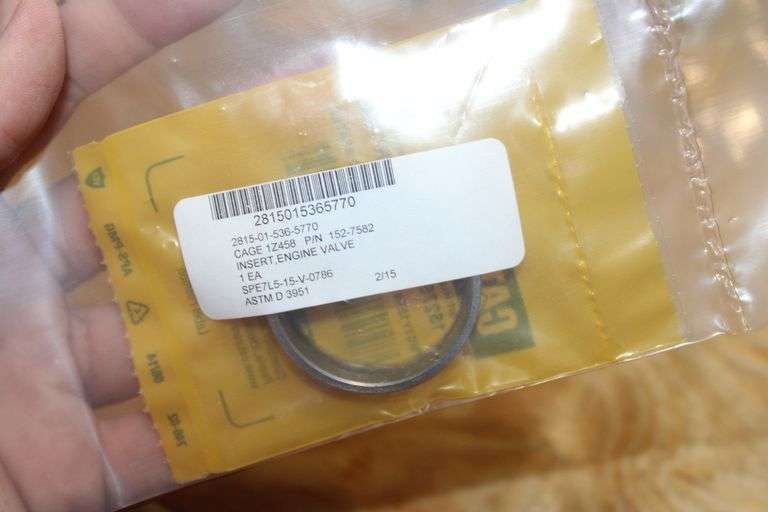 2815015365770
2815-01-536-5770
CAGE 1Z458 P/N 152-7582
INSERT,ENGINE VALVE
1 EA
SPE7L5-15-V-0786 2/15
ASTM D 3951
CAT